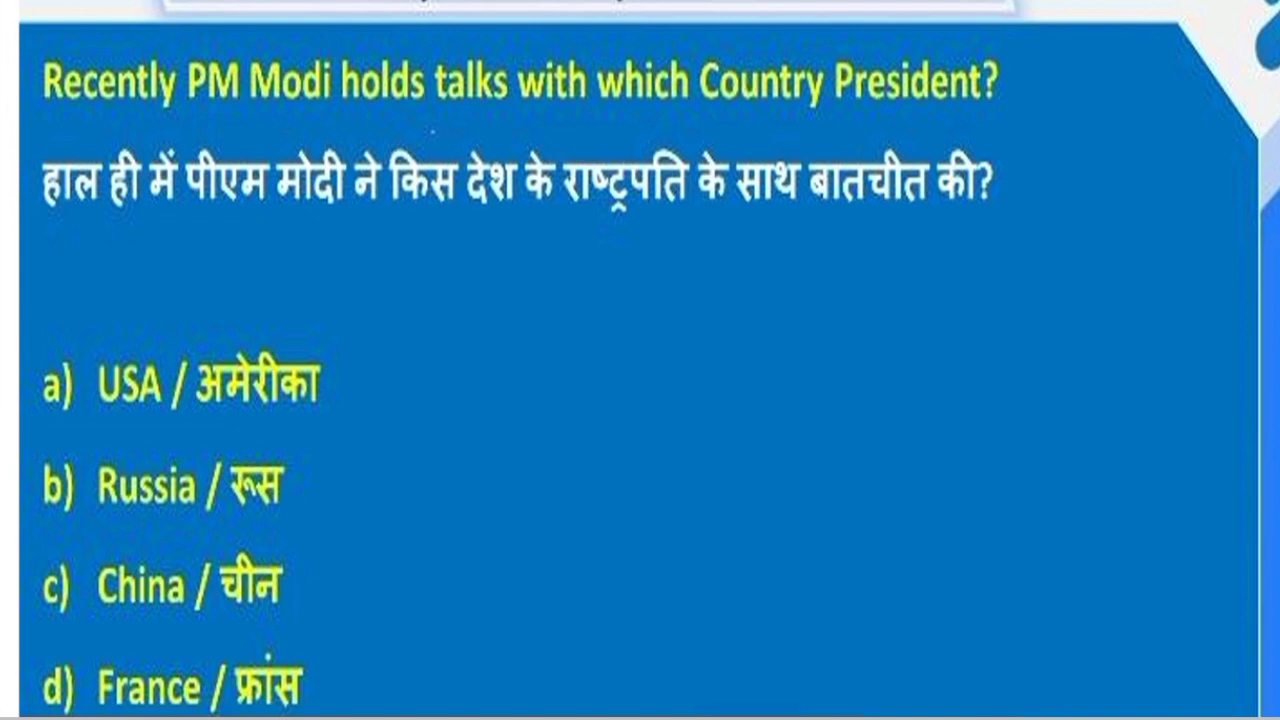 Recently PM Modi holds talks with which Country President?
हाल ही में पीएम मोदी ने किस देश के राष्ट्रपति के साथ बातचीत की?
a) USA / अमेरीका
b) Russia / रूस
c) China / चीन
d) France / फ्रांस